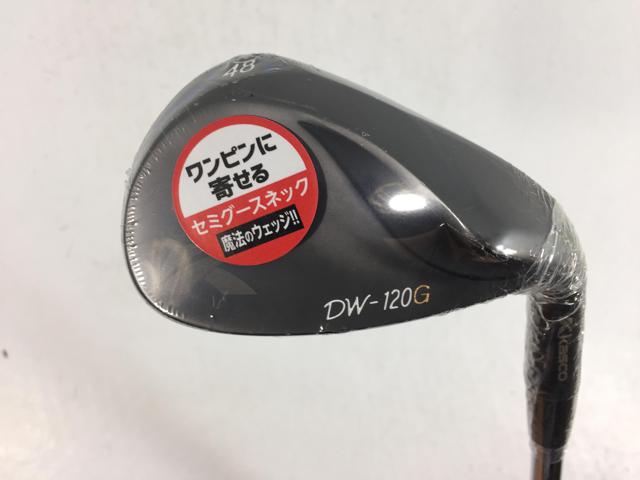 48
ワンピンに
寄せる
セミグースネック
魔法のウェッジ!!
DW-120G
Kasco